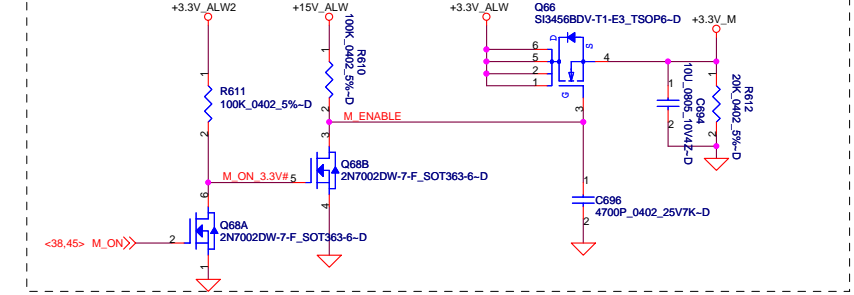 +3.3V_ALW2
+15V_ALW
+3.3V_ALW
Q66
SI3456BDV-T1-E3_TSOP6~D
+3.3V_M
1
R611
100K_0402_5%~D
2
1
R610
100K_0402_5%~D
2
D
S
G
6
5
2
1
4
3
1
C694
10U_0805_10V4Z~D
2
1
R612
20K_0402_5%~D
2
M_ENABLE
3
Q68B
2N7002DW-7-F_SOT363-6~D
M_ON_3.3V#
5
4
6
Q68A
2N7002DW-7-F_SOT363-6~D
<38,45>
M_ON
2
1
1
C696
4700P_0402_25V7K~D
2